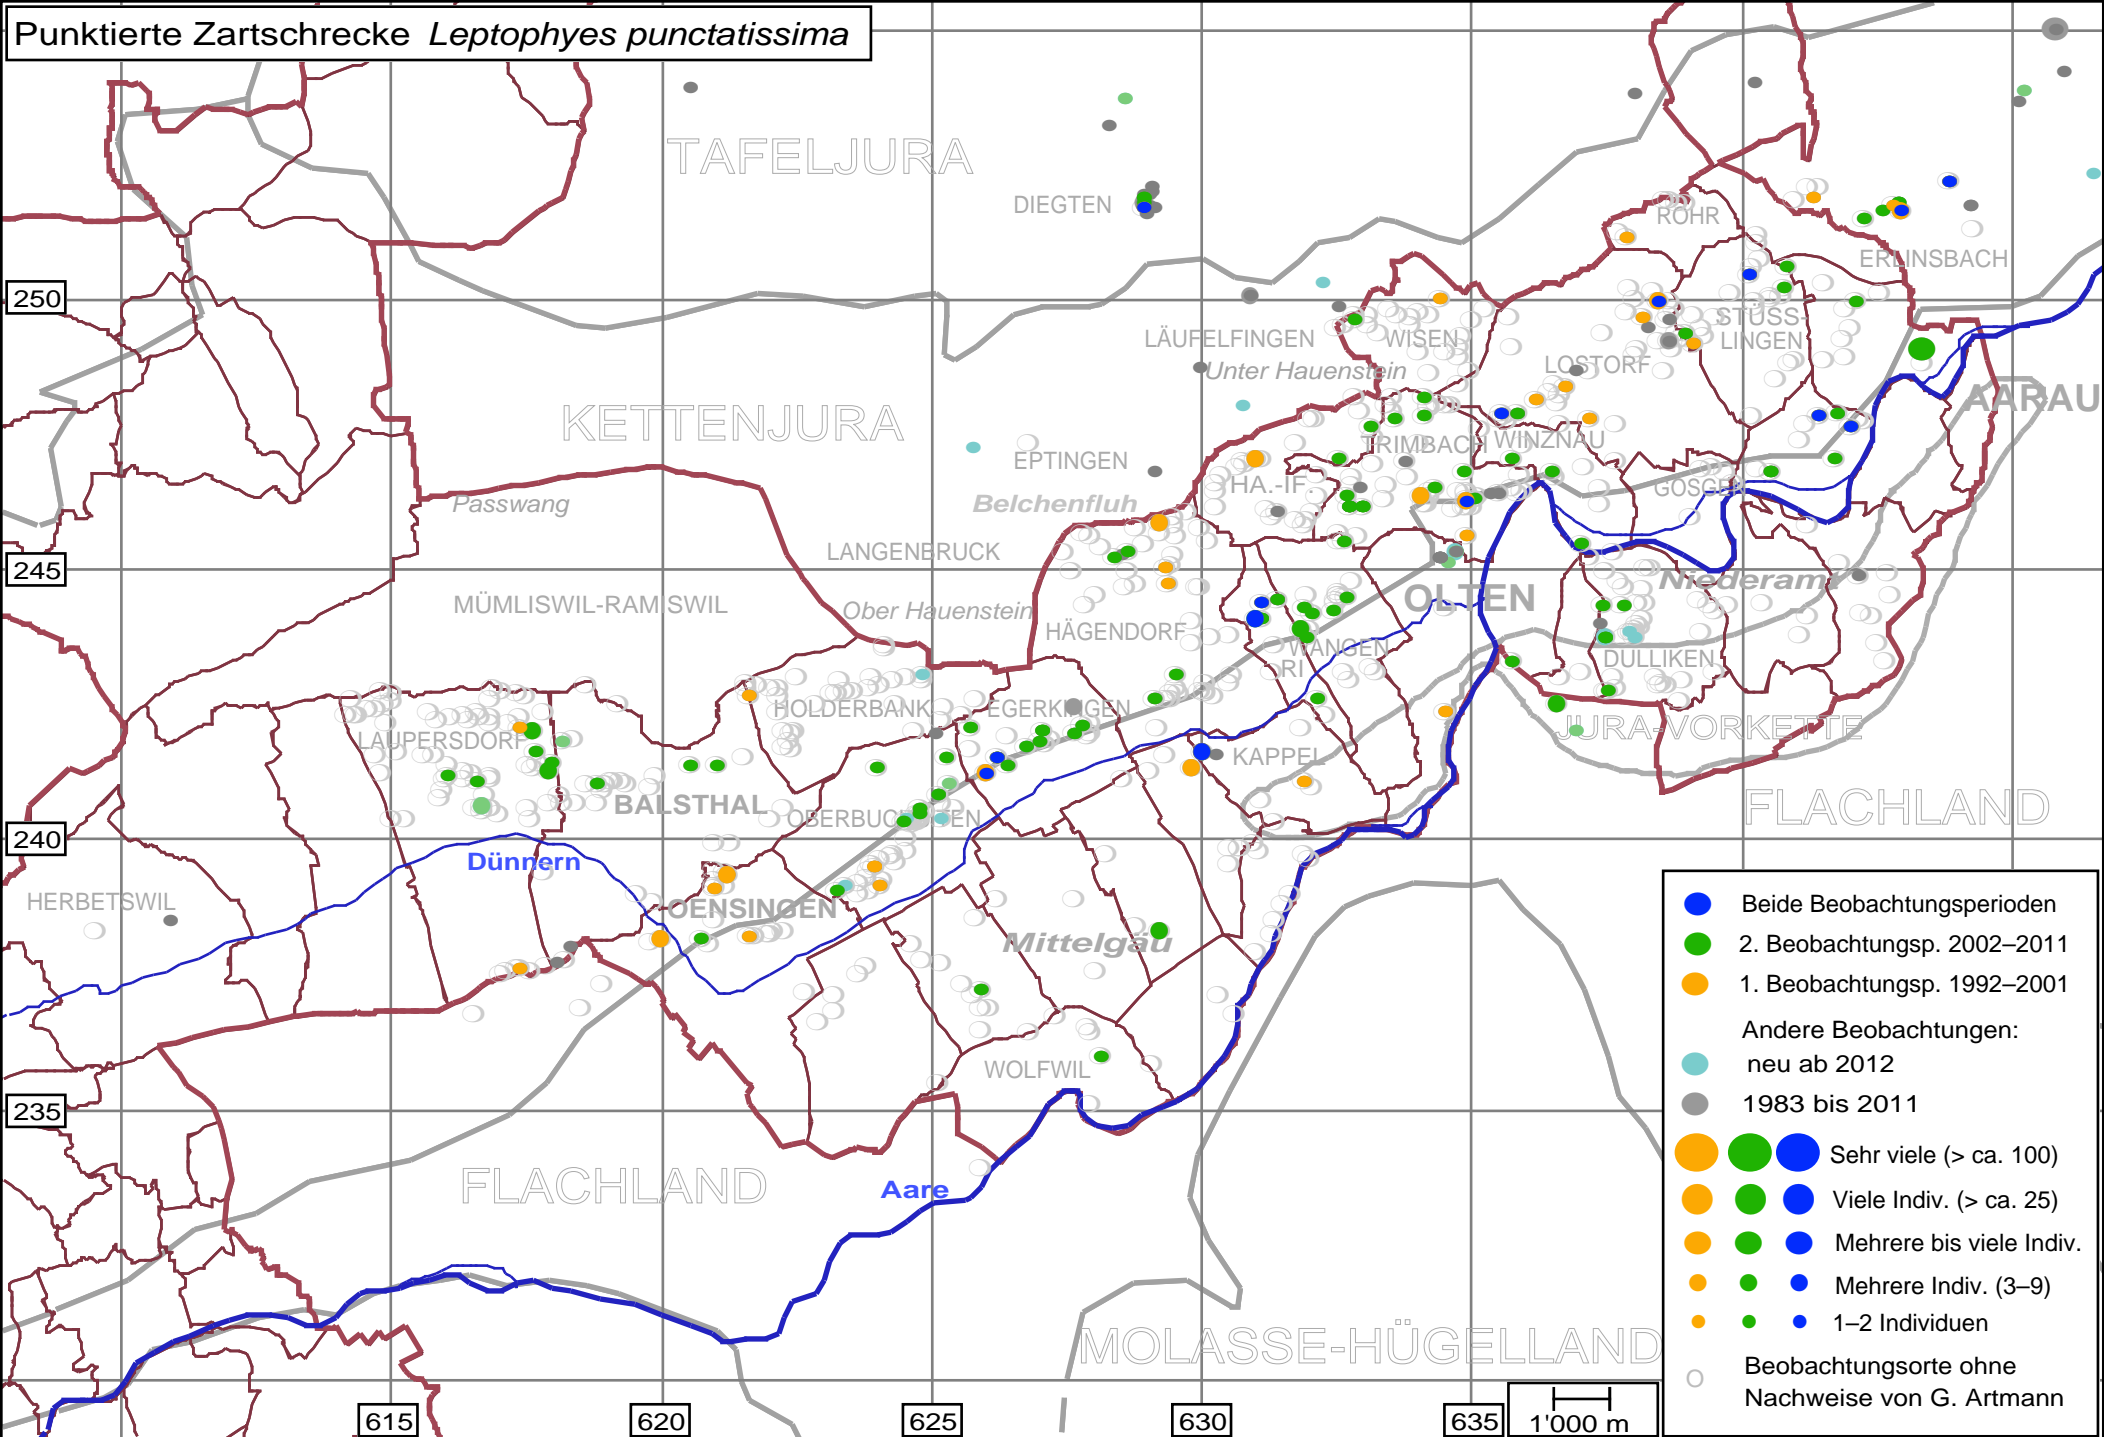 Punktierte Zartschrecke Leptophyes punctatissima
TAFELJURA
DIEGTEN
ROHR
ERLINSBACH
250
LÄUFELFINGEN
WISEN
STÜSS-
LINGEN
Unter Hauenstein
LOSTORF
AARAU
KETTENJURA
TRIMBACH
WINZNAU
EPTINGEN
HA.-IF.
GÖSGEN
Passwang
Belchenfluh
LANGENBRUCK
245
Niederamt
MÜMLISWIL-RAMISWIL
Ober Hauenstein
OLTEN
HÄGENDORF
WANGEN
RI
DULLIKEN
HOLDERBANK
EGERKINGEN
JURA-VORKETTE
LAUPERSDORF
KAPPEL
BALSTHAL
OBERBUCHSITEN
FLACHLAND
240
Dünnern
HERBETSWIL
OENSINGEN
Mittelgäu
WOLFWIL
235
FLACHLAND
Aare
MOLASSE-HÜGELLAND
615
620
625
630
635
1'000 m
Beide Beobachtungsperioden
2. Beobachtungsp. 2002–2011
1. Beobachtungsp. 1992–2001
Andere Beobachtungen:
neu ab 2012
1983 bis 2011
Sehr viele (> ca. 100)
Viele Indiv. (> ca. 25)
Mehrere bis viele Indiv.
Mehrere Indiv. (3–9)
1–2 Individuen
Beobachtungsorte ohne
Nachweise von G. Artmann